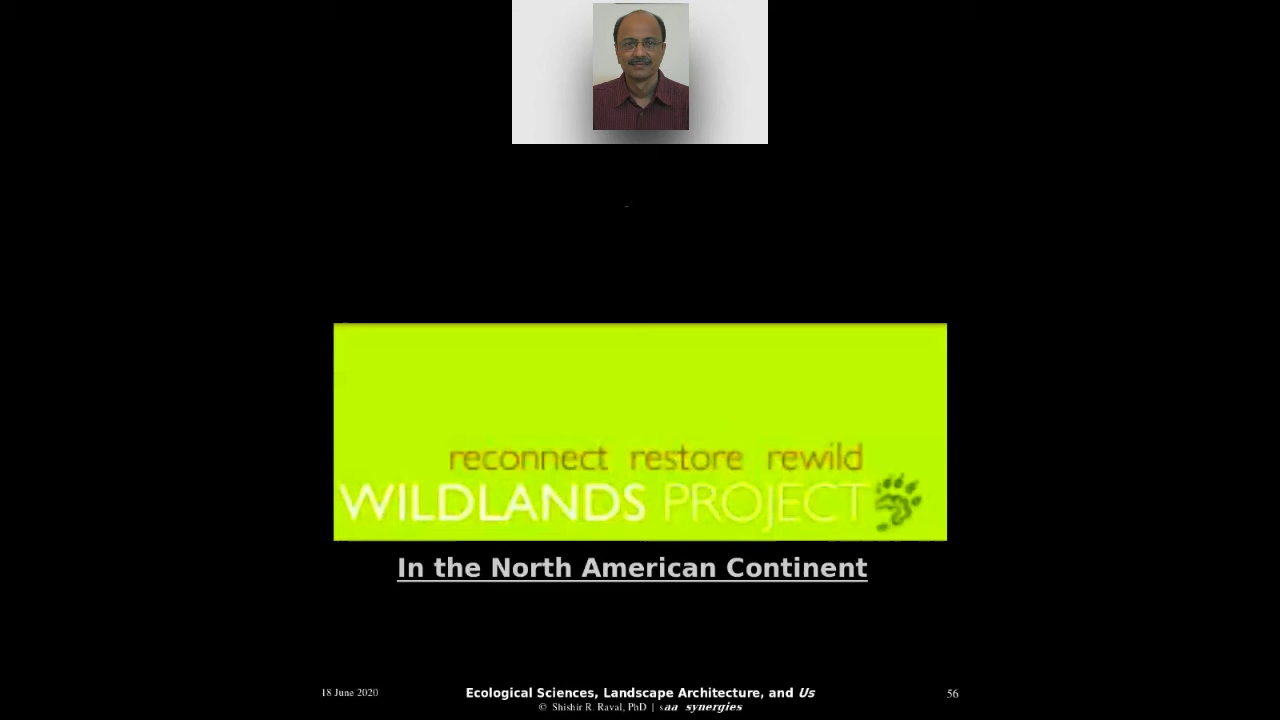 reconnect restore rewild
WILDLANDS PROJECT
In the North American Continent
18 June 2020
Ecological Sciences, Landscape Architecture, and Us
56
© Shishir R. Raval, PhD | saa synergies